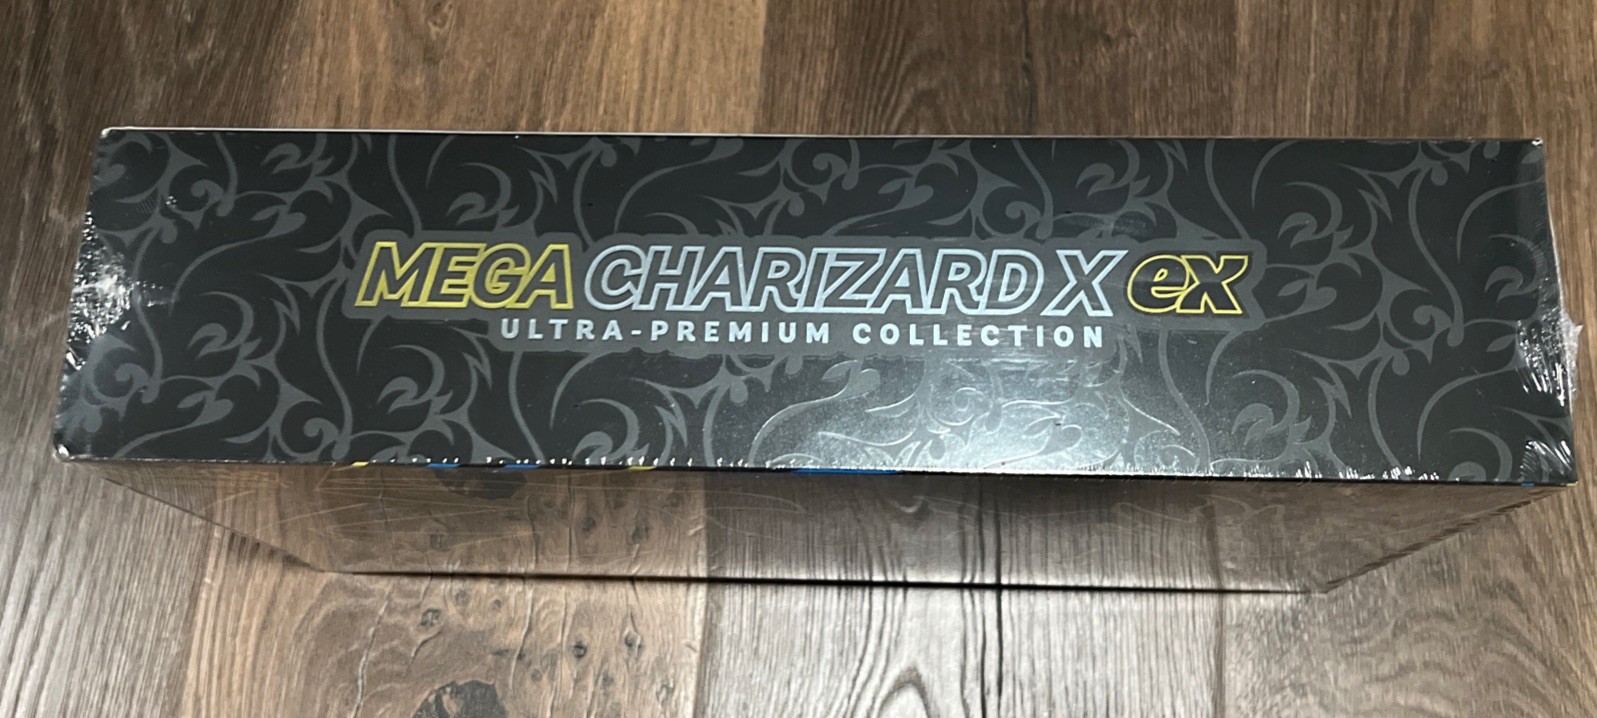 MEGA CHARIZARD X ex
ULTRA-PREMIUM COLLECTION